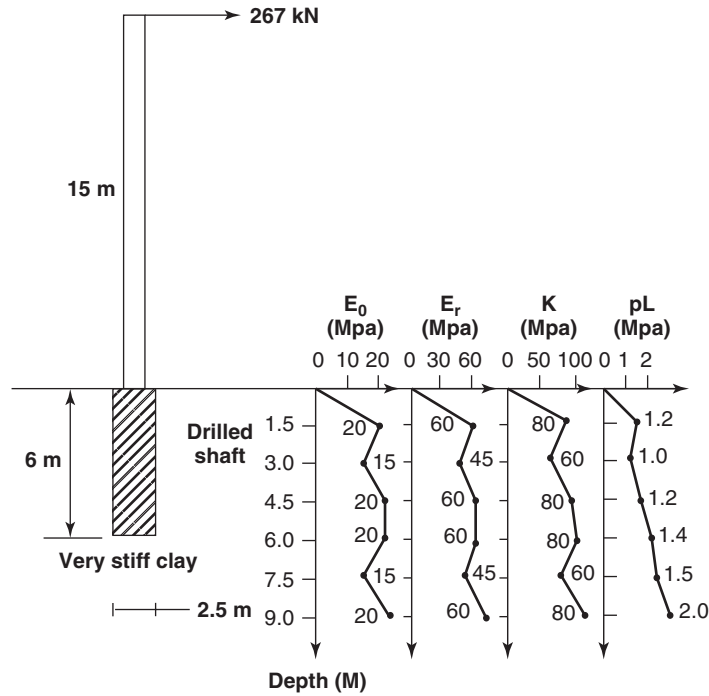 267 kN
15 m
E₀ Eᵣ K pL
(Mpa) (Mpa) (Mpa) (Mpa)
0 10 20 0 30 60 0 50 100 0 1 2
1.5 20 60 80 1.2
Drilled
shaft
3.0 15 45 60 1.0
6 m
4.5 20 60 80 1.2
6.0 20 60 80 1.4
Very stiff clay
7.5 15 45 60 1.5
2.5 m
9.0 20 60 80 2.0
Depth (M)